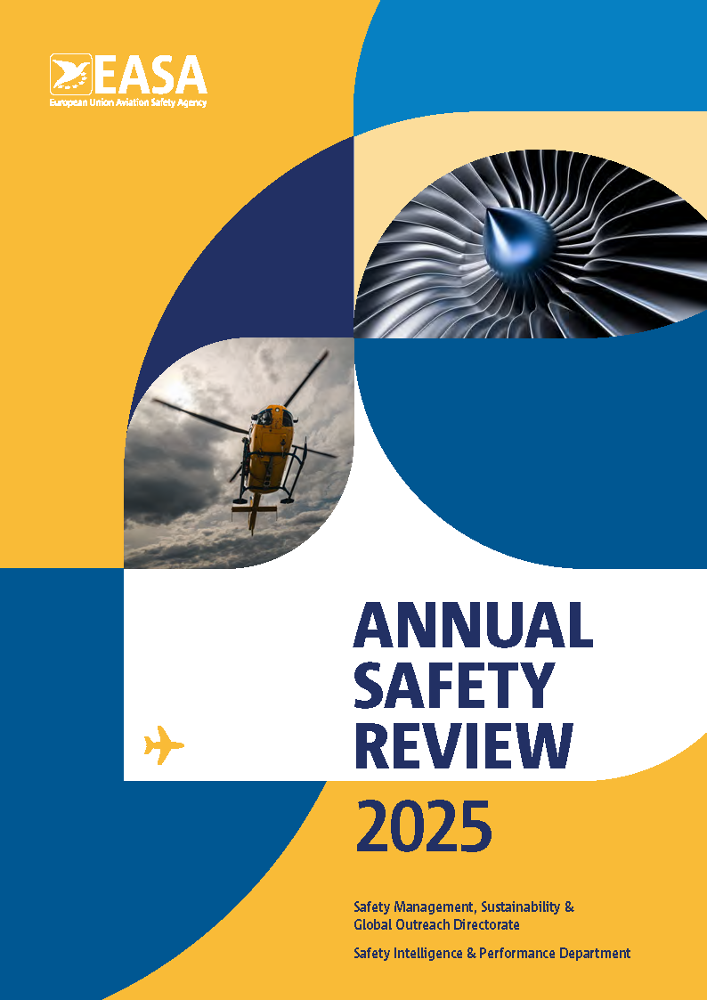 EASA
European Union Aviation Safety Agency
ANNUAL
SAFETY
REVIEW
2025
Safety Management, Sustainability &
Global Outreach Directorate
Safety Intelligence & Performance Department